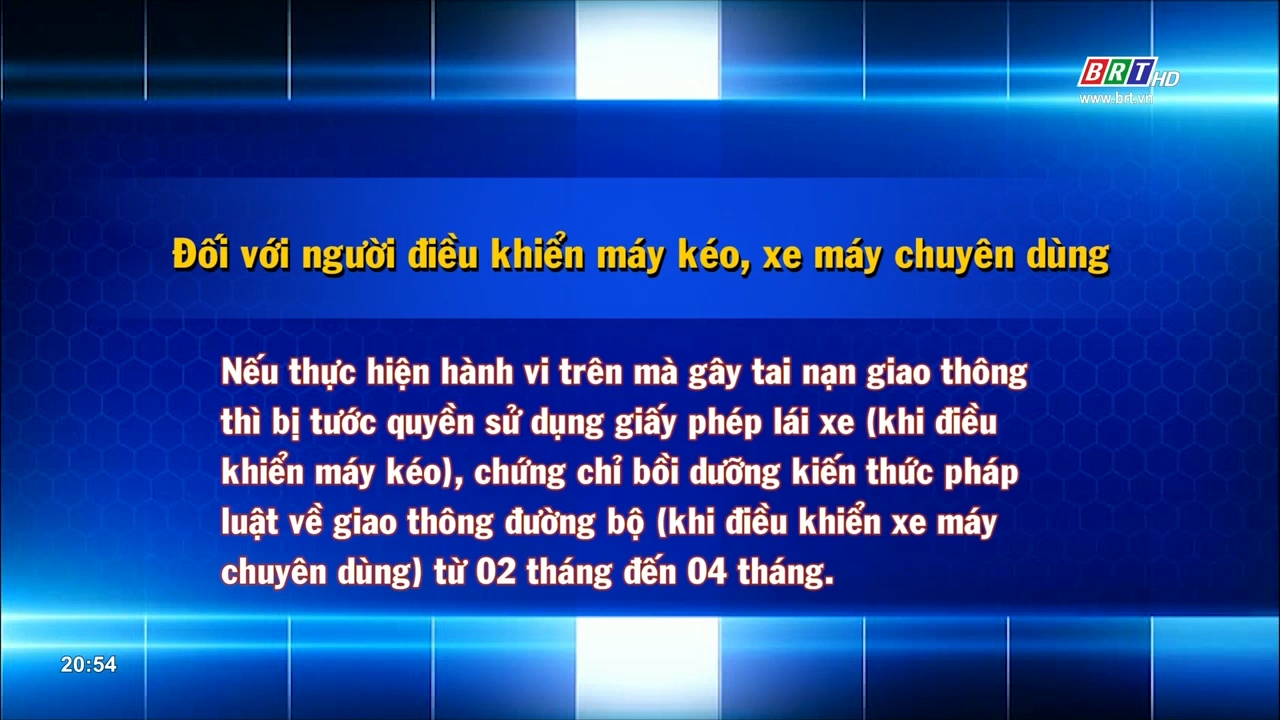 BRT HD
www.brt.vn
Đối với người điều khiển máy kéo, xe máy chuyên dùng
Nếu thực hiện hành vi trên mà gây tai nạn giao thông
thì bị tước quyền sử dụng giấy phép lái xe (khi điều
khiển máy kéo), chứng chỉ bồi dưỡng kiến thức pháp
luật về giao thông đường bộ (khi điều khiển xe máy
chuyên dùng) từ 02 tháng đến 04 tháng.
20:54